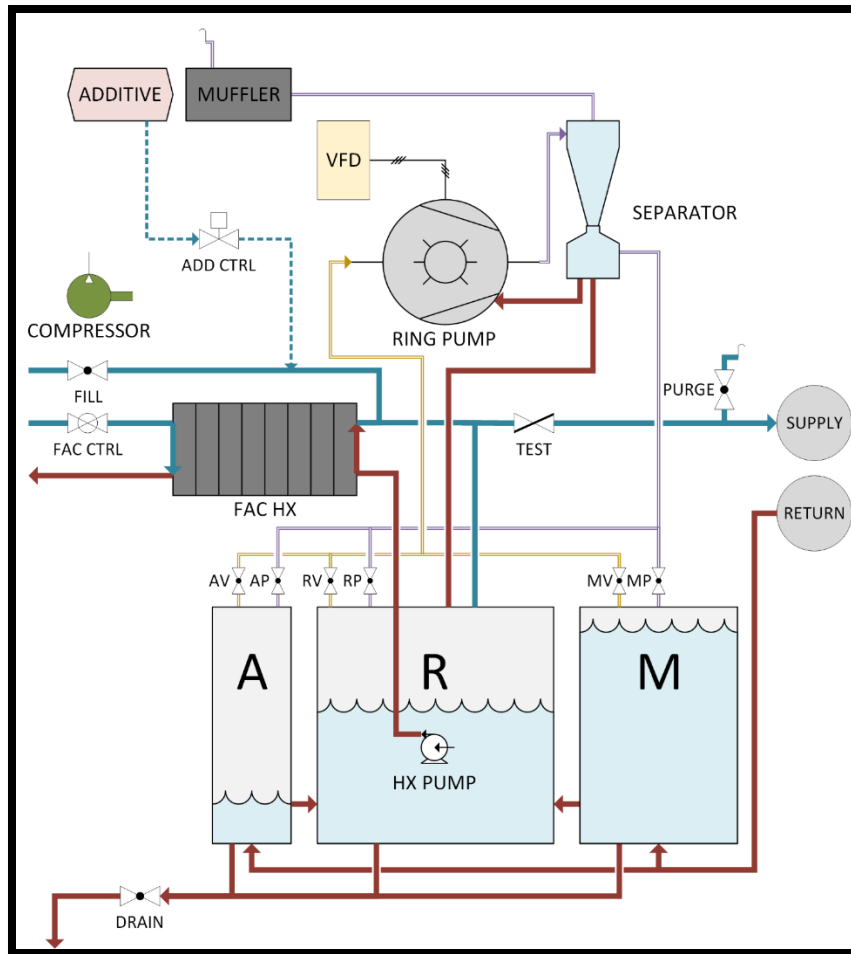 ADDITIVE
MUFFLER
VFD
SEPARATOR
ADD CTRL
COMPRESSOR
RING PUMP
FILL
PURGE
FAC CTRL
TEST
SUPPLY
FAC HX
RETURN
AV
AP
RV
RP
MV
MP
A
R
M
HX PUMP
DRAIN